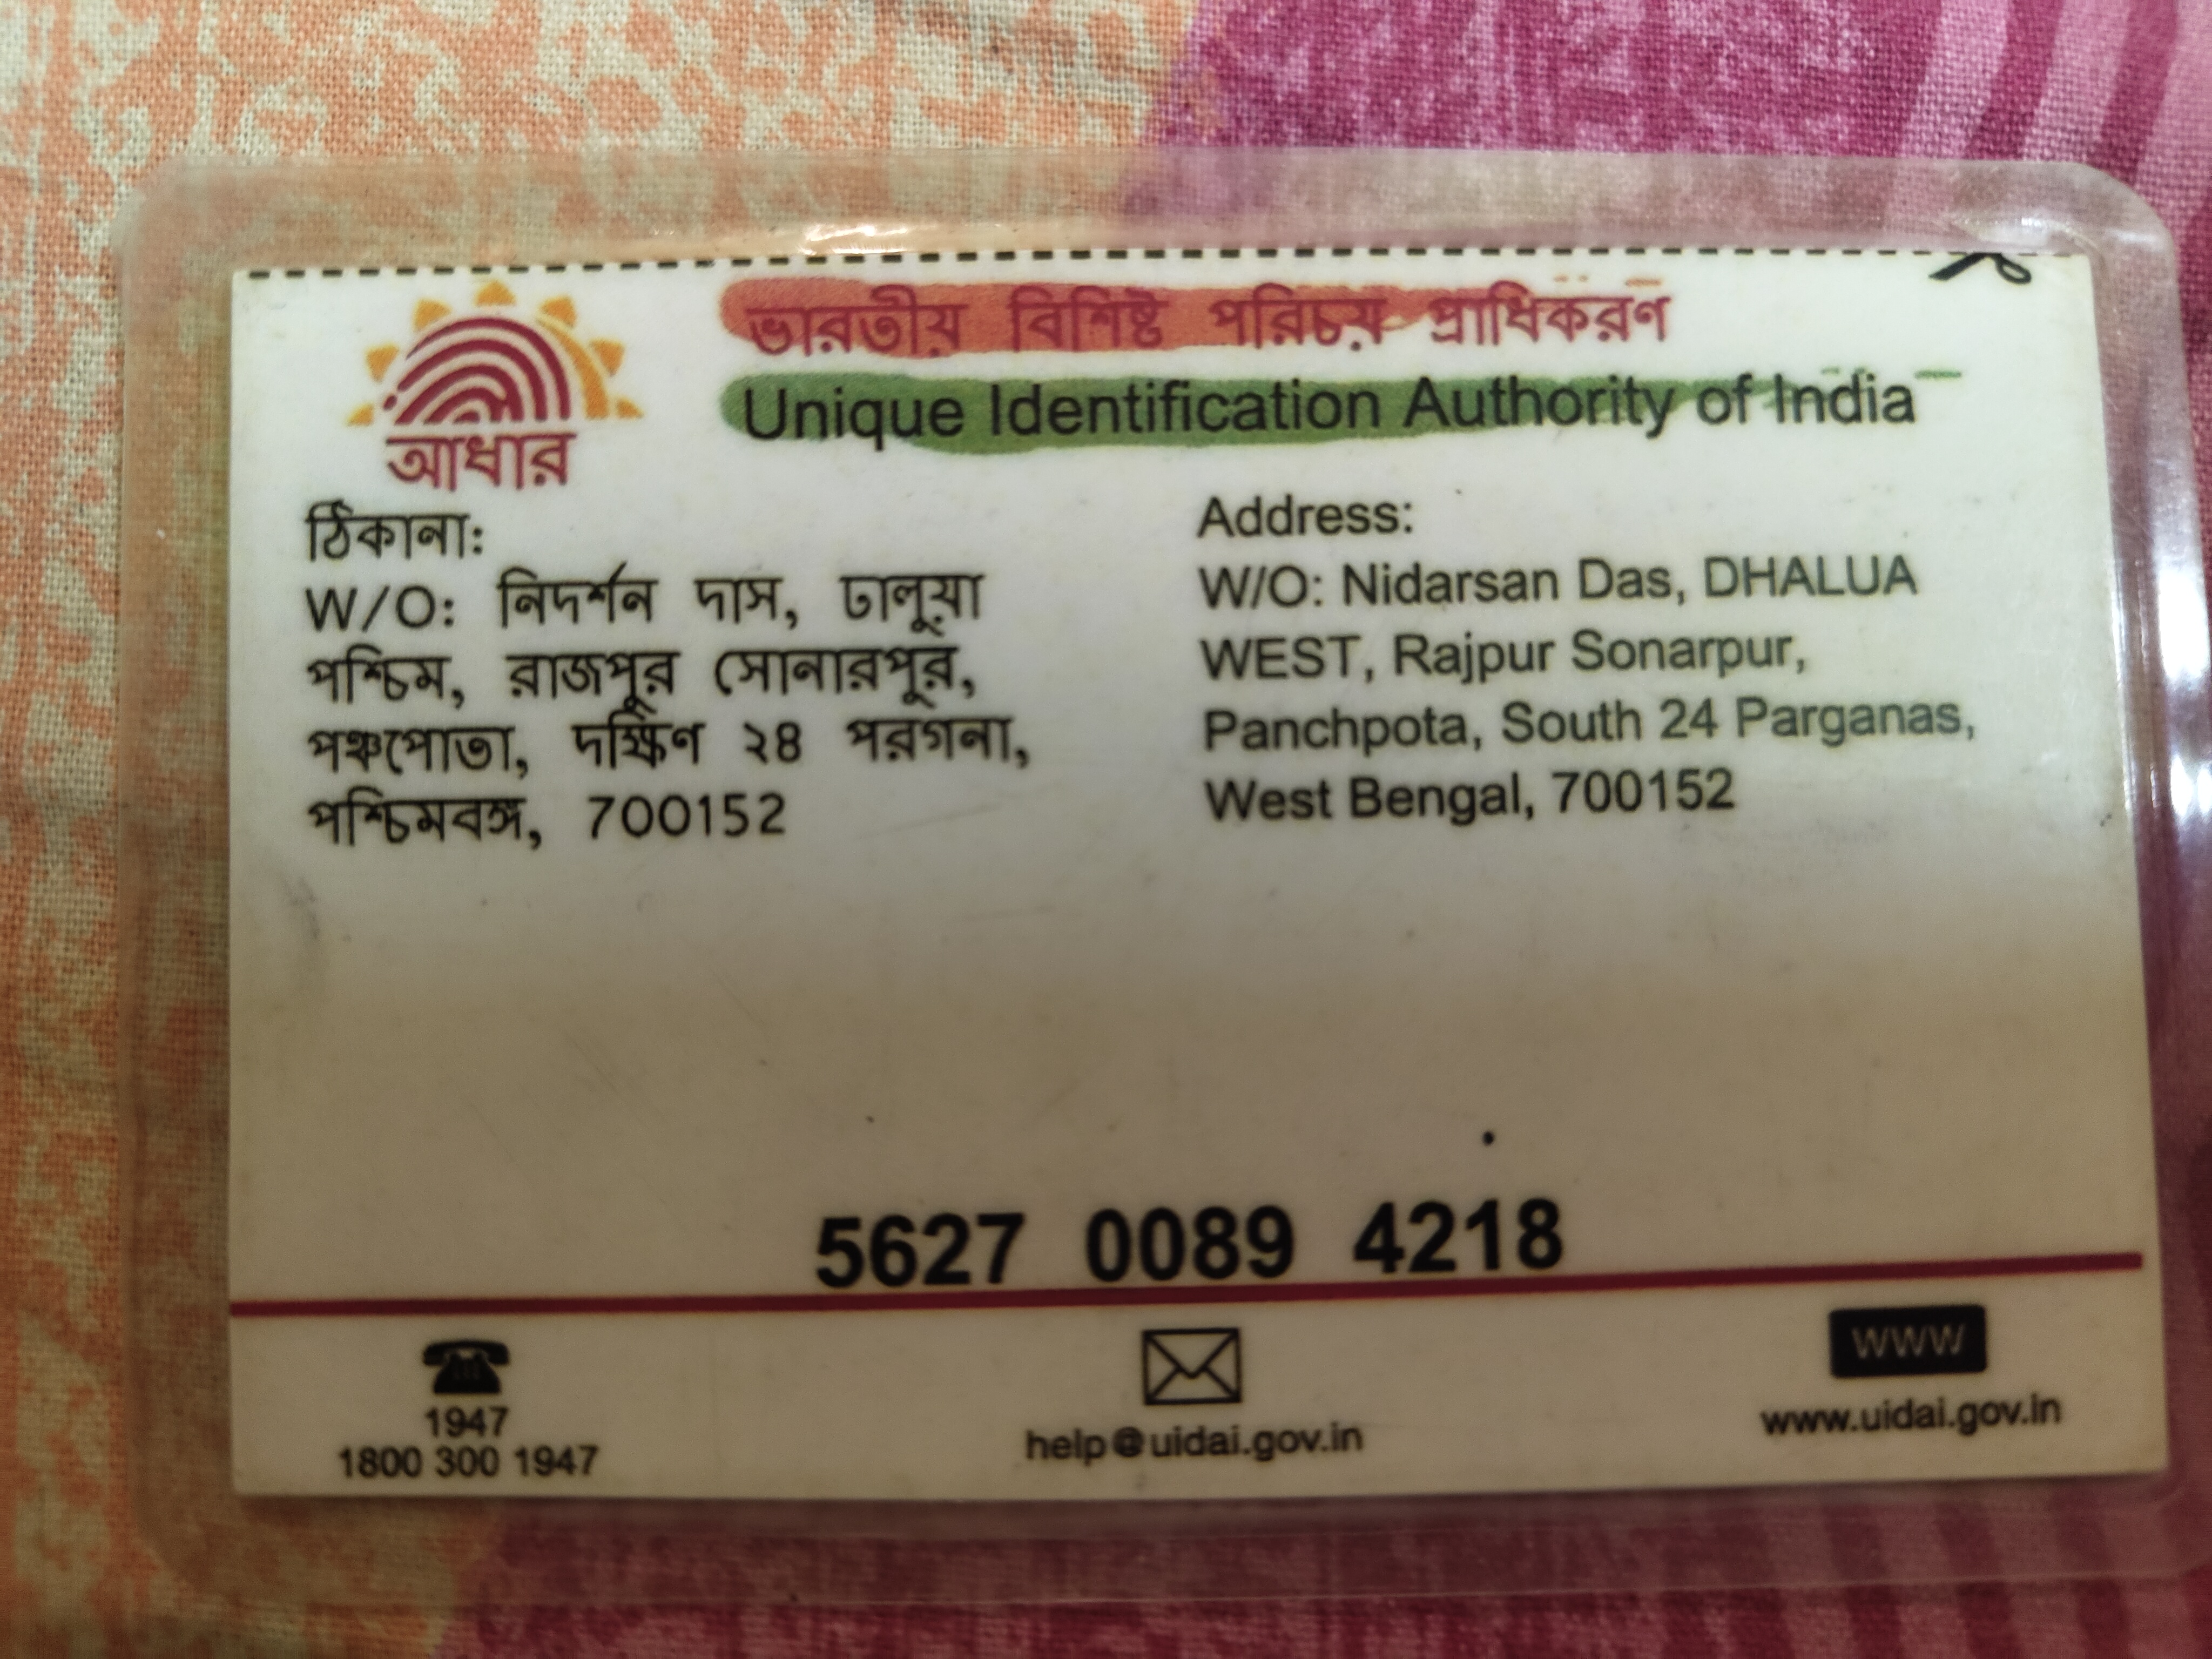 ভারতীয় বিশিষ্ট পরিচয় প্রাধিকরণ
Unique Identification Authority of India
আধার
ঠিকানা:
W/O: নিদর্শন দাস, ঢালুয়া
পশ্চিম, রাজপুর সোনারপুর,
পঞ্চপোতা, দক্ষিণ ২৪ পরগনা,
পশ্চিমবঙ্গ, 700152
Address:
W/O: Nidarsan Das, DHALUA
WEST, Rajpur Sonarpur,
Panchpota, South 24 Parganas,
West Bengal, 700152
5627 0089 4218
1947
1800 300 1947
help@uidai.gov.in
www
www.uidai.gov.in